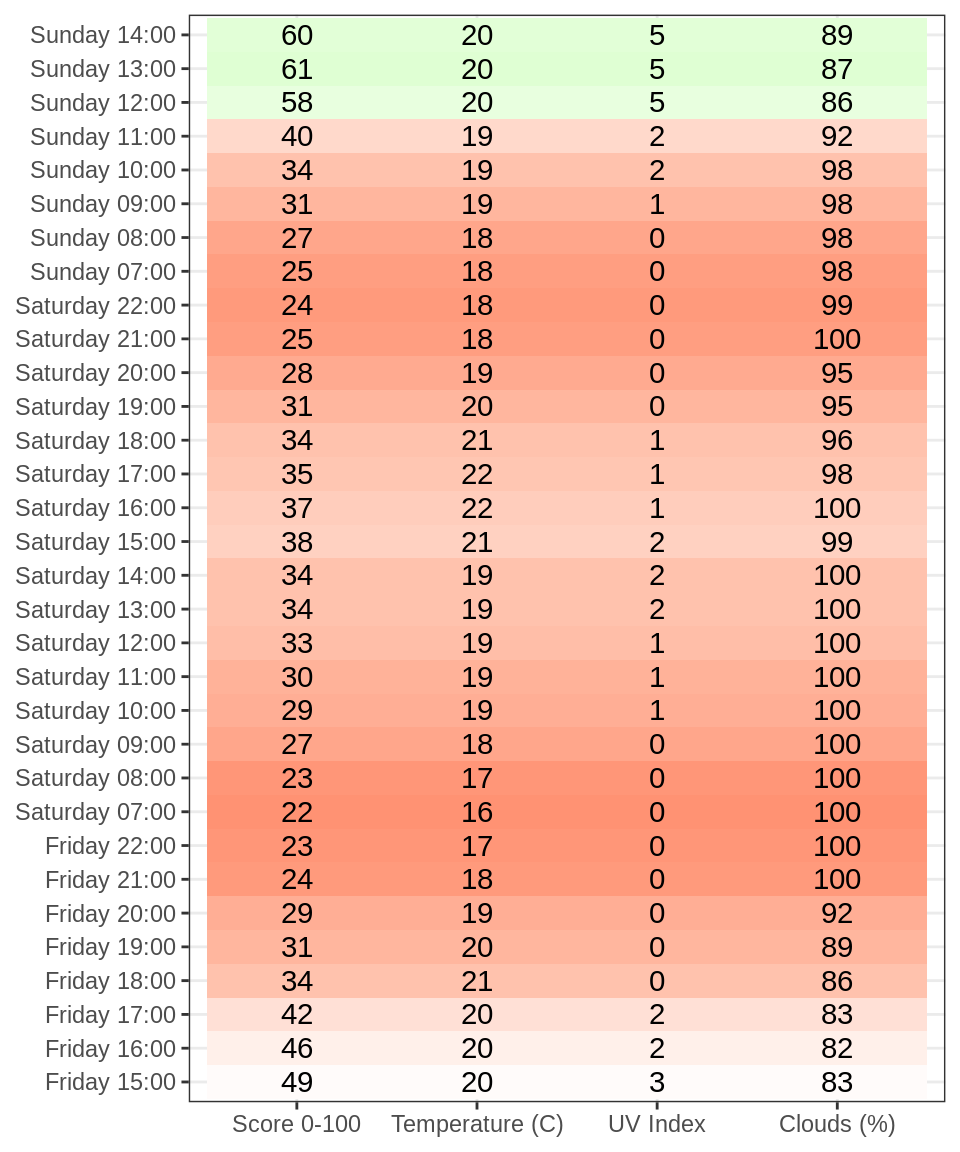 Sunday 14:00 60 20 5 89
Sunday 13:00 61 20 5 87
Sunday 12:00 58 20 5 86
Sunday 11:00 40 19 2 92
Sunday 10:00 34 19 2 98
Sunday 09:00 31 19 1 98
Sunday 08:00 27 18 0 98
Sunday 07:00 25 18 0 98
Saturday 22:00 24 18 0 99
Saturday 21:00 25 18 0 100
Saturday 20:00 28 19 0 95
Saturday 19:00 31 20 0 95
Saturday 18:00 34 21 1 96
Saturday 17:00 35 22 1 98
Saturday 16:00 37 22 1 100
Saturday 15:00 38 21 2 99
Saturday 14:00 34 19 2 100
Saturday 13:00 34 19 2 100
Saturday 12:00 33 19 1 100
Saturday 11:00 30 19 1 100
Saturday 10:00 29 19 1 100
Saturday 09:00 27 18 0 100
Saturday 08:00 23 17 0 100
Saturday 07:00 22 16 0 100
Friday 22:00 23 17 0 100
Friday 21:00 24 18 0 100
Friday 20:00 29 19 0 92
Friday 19:00 31 20 0 89
Friday 18:00 34 21 0 86
Friday 17:00 42 20 2 83
Friday 16:00 46 20 2 82
Friday 15:00 49 20 3 83
Score 0-100 Temperature (C) UV Index Clouds (%)